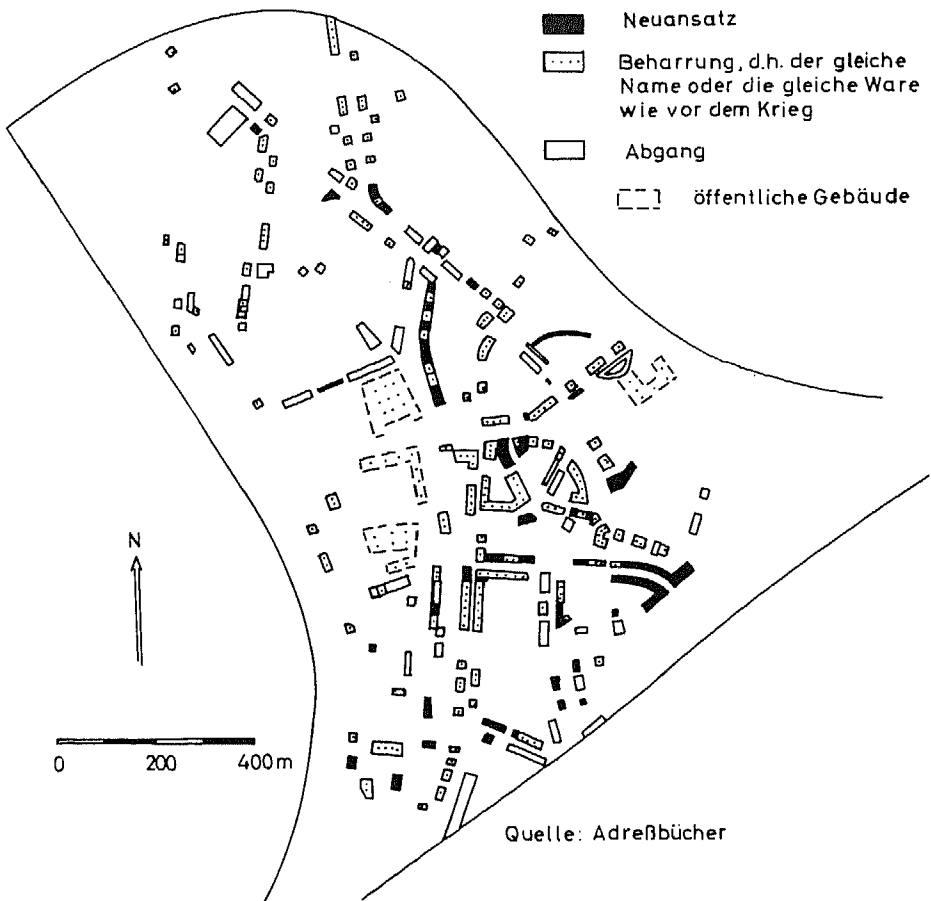 Neuansatz
Beharrung, d.h. der gleiche
Name oder die gleiche Ware
wie vor dem Krieg
Abgang
öffentliche Gebäude
N
0 200 400 m
Quelle: Adreßbücher